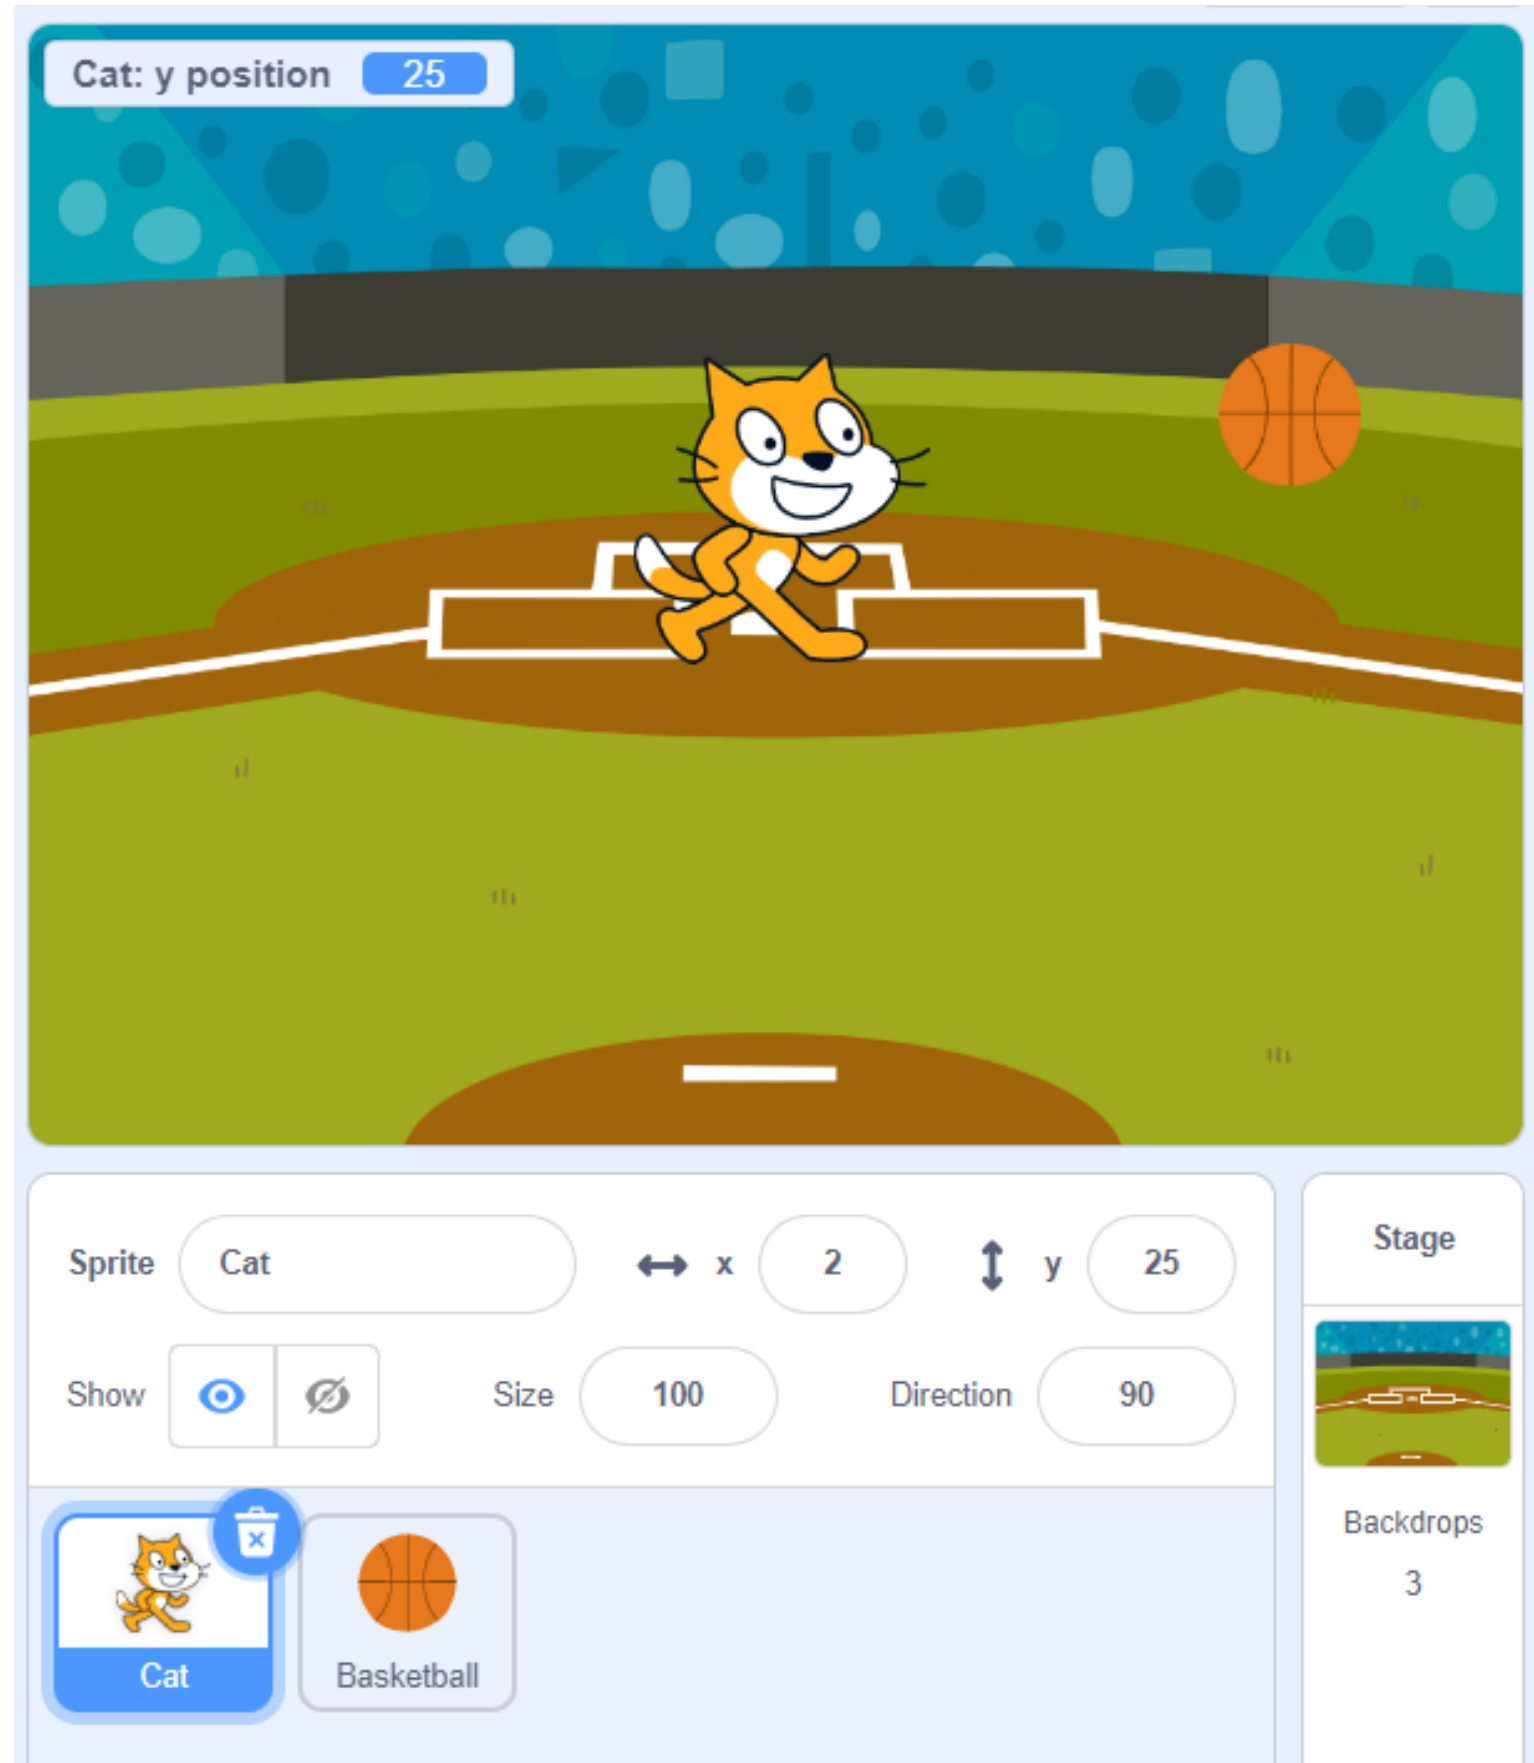 Cat: y position 25
Sprite Cat x 2 y 25
Show Size 100 Direction 90
Cat
Basketball
Stage
Backdrops
3